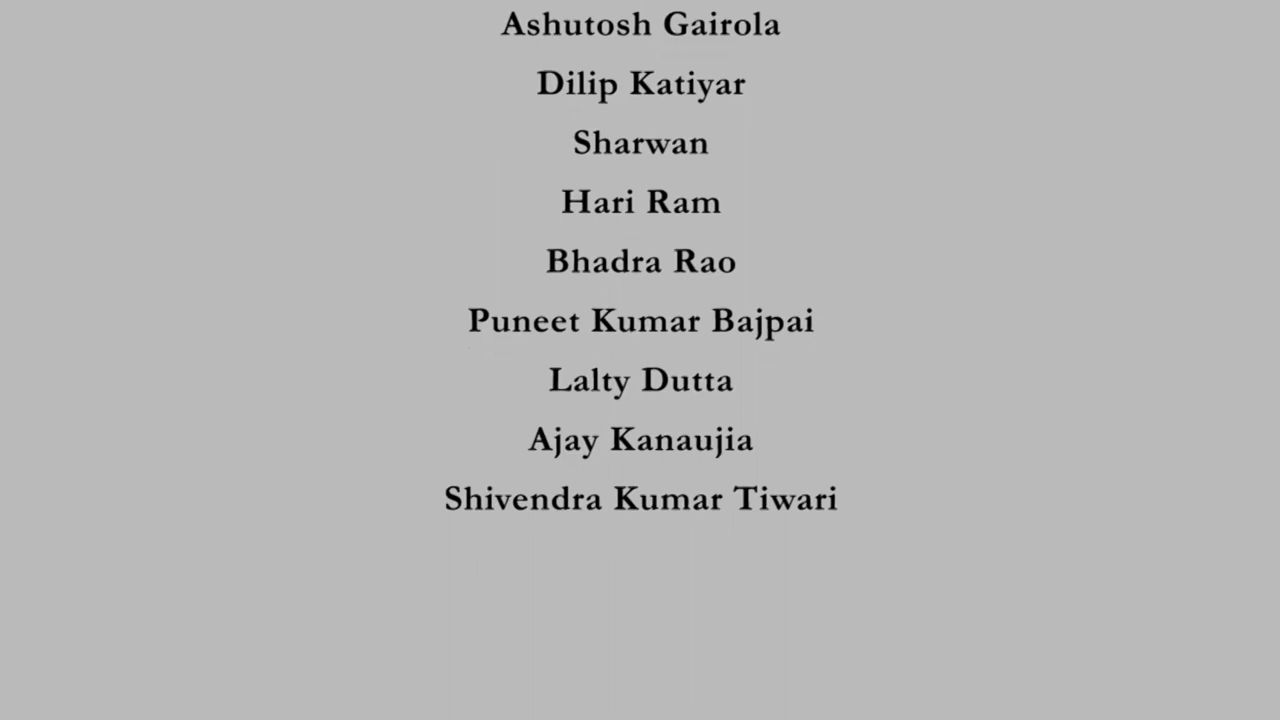 Ashutosh Gairola
Dilip Katiyar
Sharwan
Hari Ram
Bhadra Rao
Puneet Kumar Bajpai
Lalty Dutta
Ajay Kanaujia
Shivendra Kumar Tiwari